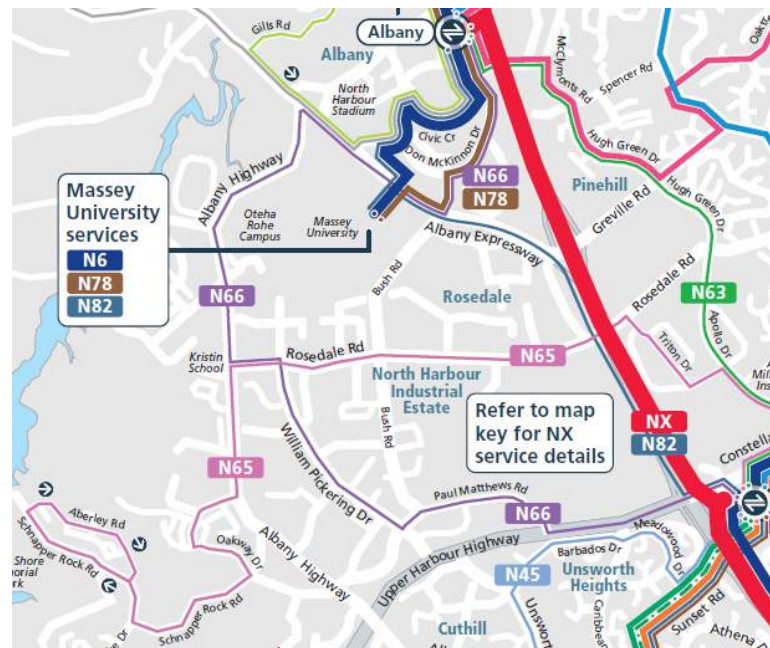 Gills Rd
Albany
Albany
McClymonts Rd
Spencer Rd
North
Harbour
Stadium
Civic Cr
Don McKinnon Dr
Hugh Green Dr
N66
N78
Pinehill
Massey
University
services
N6
N78
N82
Albany Highway
Oteha
Rohe
Campus
Massey
University
Albany Expressway
Greville Rd
Hugh Green Dr
Bush Rd
Rosedale
Rosedale Rd
N63
N66
Apollo Dr
Kristin
School
Rosedale Rd
N65
Triton Dr
North Harbour
Industrial
Estate
Refer to map
key for NX
service details
NX
N82
Bush Rd
N65
William Pickering Dr
Paul Matthews Rd
N66
Aberley Rd
Schnapper Rock Rd
Oakway Dr
Albany Highway
Upper Harbour Highway
Meadowood Dr
Barbados Dr
N45
Unsworth
Heights
Shore
Schnapper Rock Rd
Sunset Rd
Cuthill